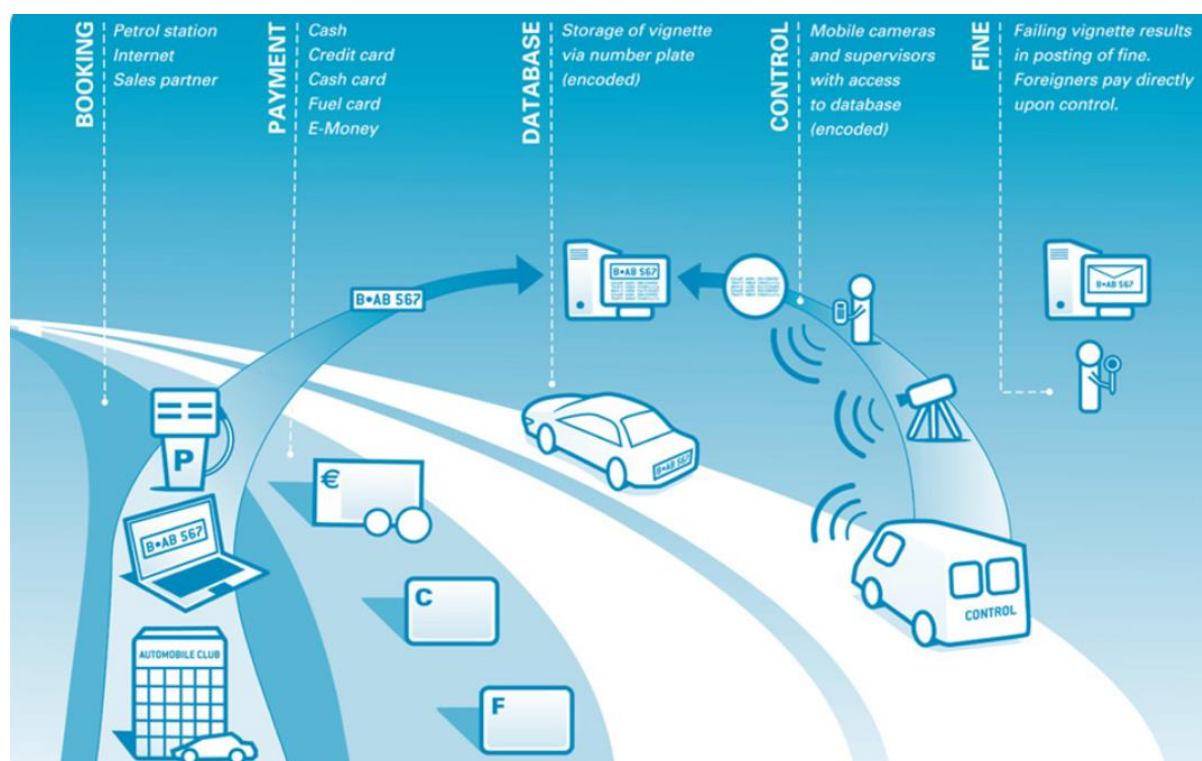 BOOKING
Petrol station
Internet
Sales partner
PAYMENT
Cash
Credit card
Cash card
Fuel card
E-Money
DATABASE
Storage of vignette
via number plate
(encoded)
CONTROL
Mobile cameras
and supervisors
with access
to database
(encoded)
FINE
Failing vignette results
in posting of fine.
Foreigners pay directly
upon control.
B•AB 567
B•AB 567
B•AB 567
P
€
B•AB 567
B•AB 567
C
CONTROL
AUTOMOBILE CLUB
F